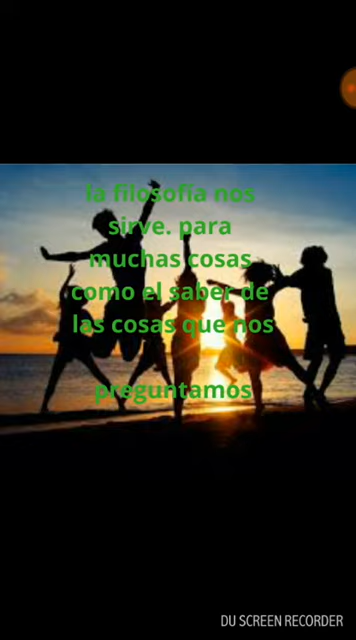 la filosofía nos
sirve. para
muchas cosas
como el saber de
las cosas que nos
preguntamos
DU SCREEN RECORDER